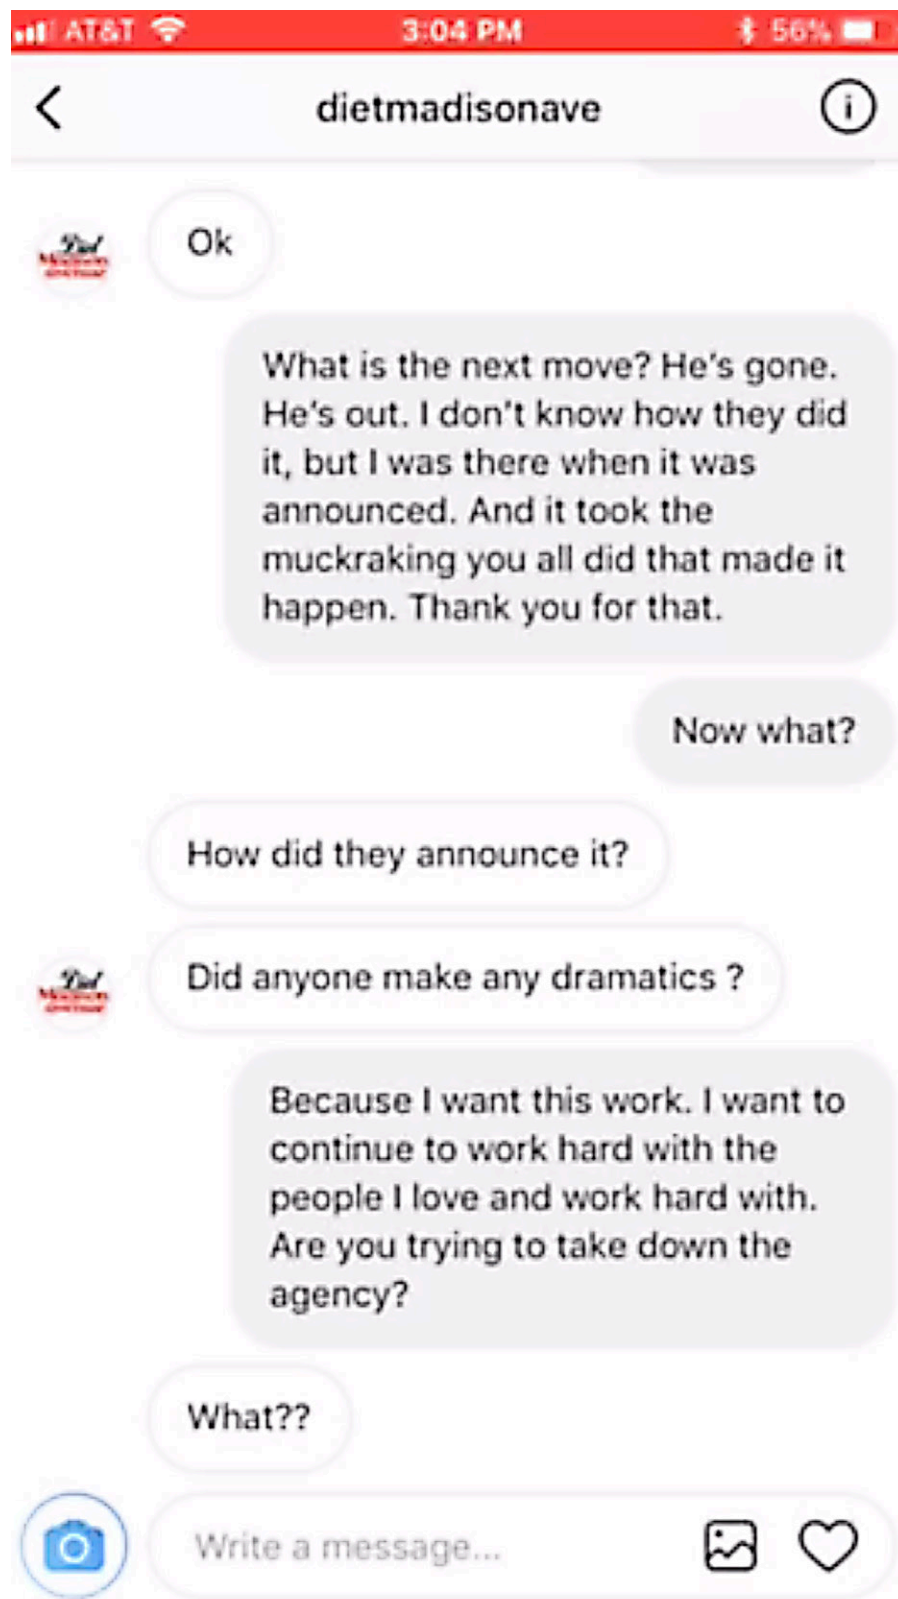 AT&T 3:04 PM 56%
dietmadisonave
Diet
Madison
Ok
What is the next move? He's gone.
He's out. I don't know how they did
it, but I was there when it was
announced. And it took the
muckraking you all did that made it
happen. Thank you for that.
Now what?
How did they announce it?
Diet
Madison
Did anyone make any dramatics ?
Because I want this work. I want to
continue to work hard with the
people I love and work hard with.
Are you trying to take down the
agency?
What??
Write a message...